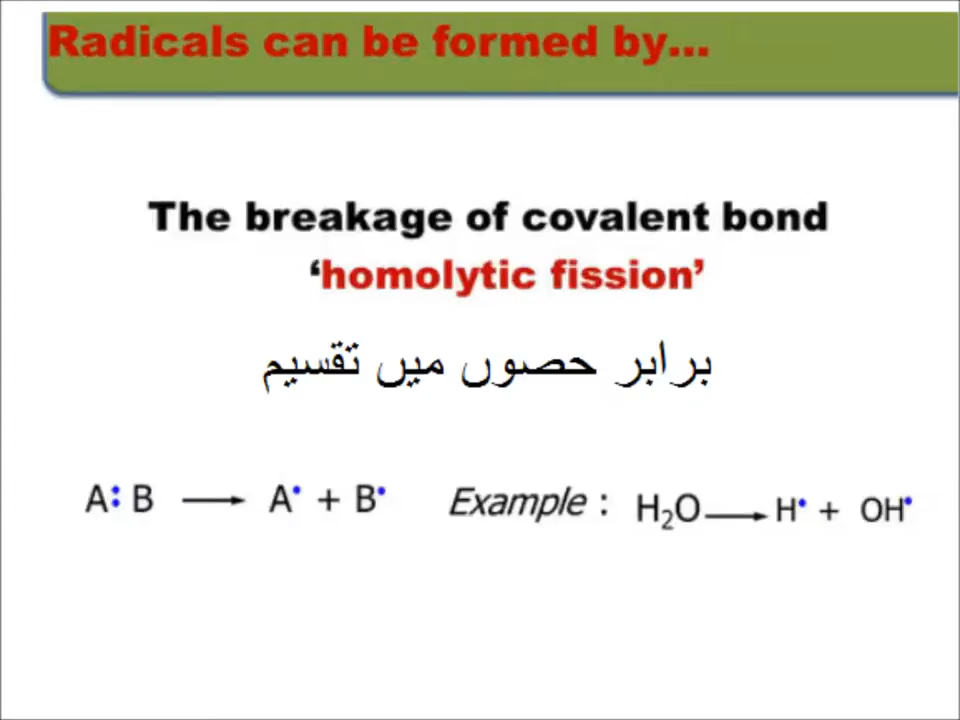 Radicals can be formed by...
The breakage of covalent bond
‘homolytic fission’
برابر حصوں میں تقسیم
A:B ⟶ A• + B• Example : H₂O ⟶ H• + OH•